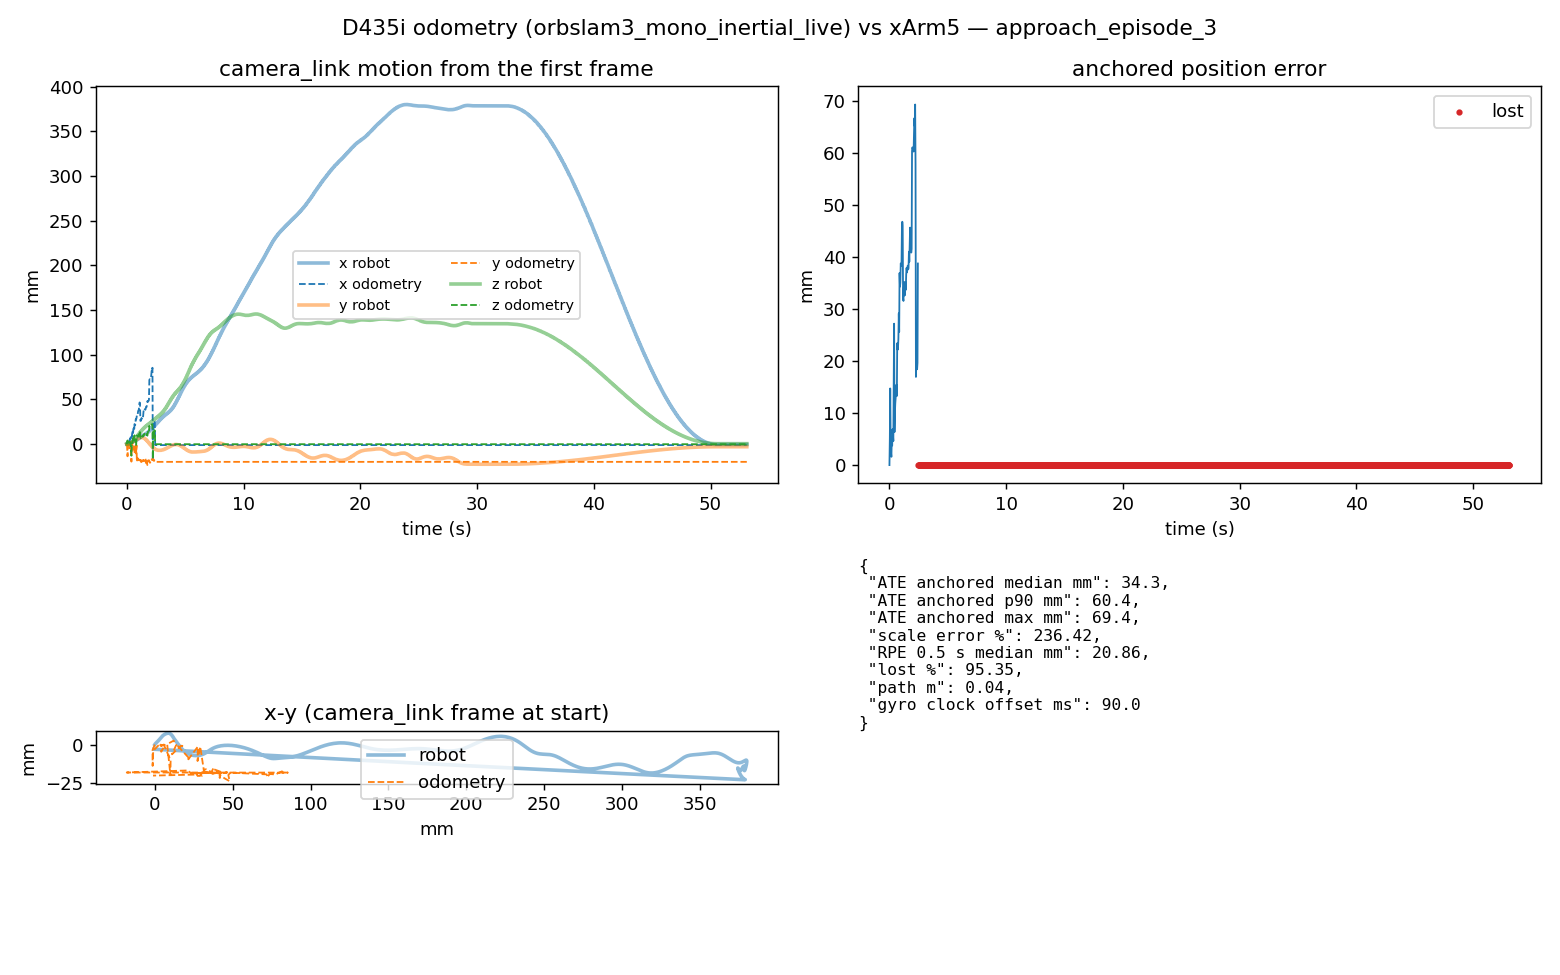 D435i odometry (orbslam3_mono_inertial_live) vs xArm5 — approach_episode_3
camera_link motion from the first frame
400
350
300
250
200
150
100
50
0
mm
x robot
x odometry
y robot
y odometry
z robot
z odometry
0 10 20 30 40 50
time (s)
anchored position error
70
60
50
40
30
20
10
0
mm
lost
0 10 20 30 40 50
time (s)
x-y (camera_link frame at start)
0
−25
mm
robot
odometry
0 50 100 150 200 250 300 350
mm
{
"ATE anchored median mm": 34.3,
"ATE anchored p90 mm": 60.4,
"ATE anchored max mm": 69.4,
"scale error %": 236.42,
"RPE 0.5 s median mm": 20.86,
"lost %": 95.35,
"path m": 0.04,
"gyro clock offset ms": 90.0
}